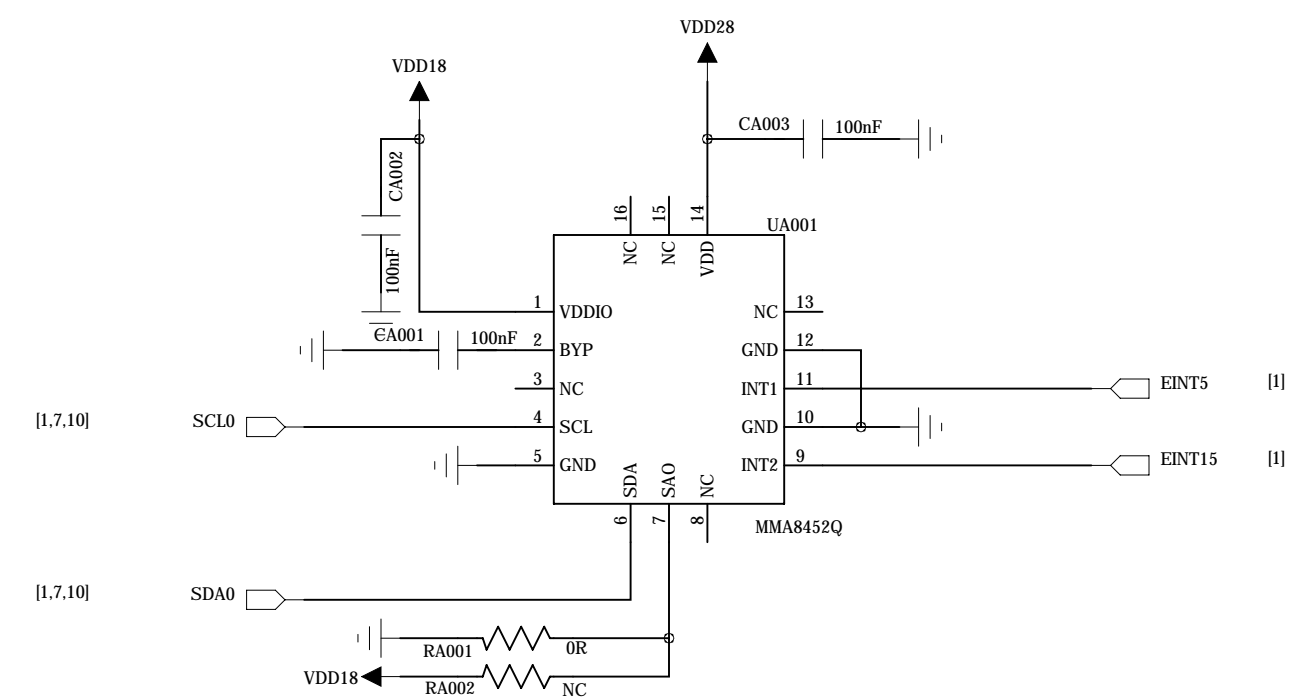 VDD28
VDD18
CA003 100nF
CA002
100nF
16
15
14
UA001
NC
NC
VDD
1 VDDIO
NC 13
CA001 100nF 2 BYP
GND 12
3 NC
INT1 11 EINT5 [1]
[1,7,10] SCL0 4 SCL
GND 10
5 GND
INT2 9 EINT15 [1]
SDA
SAO
NC
6
7
8
MMA8452Q
[1,7,10] SDA0
RA001 0R
VDD18 RA002 NC